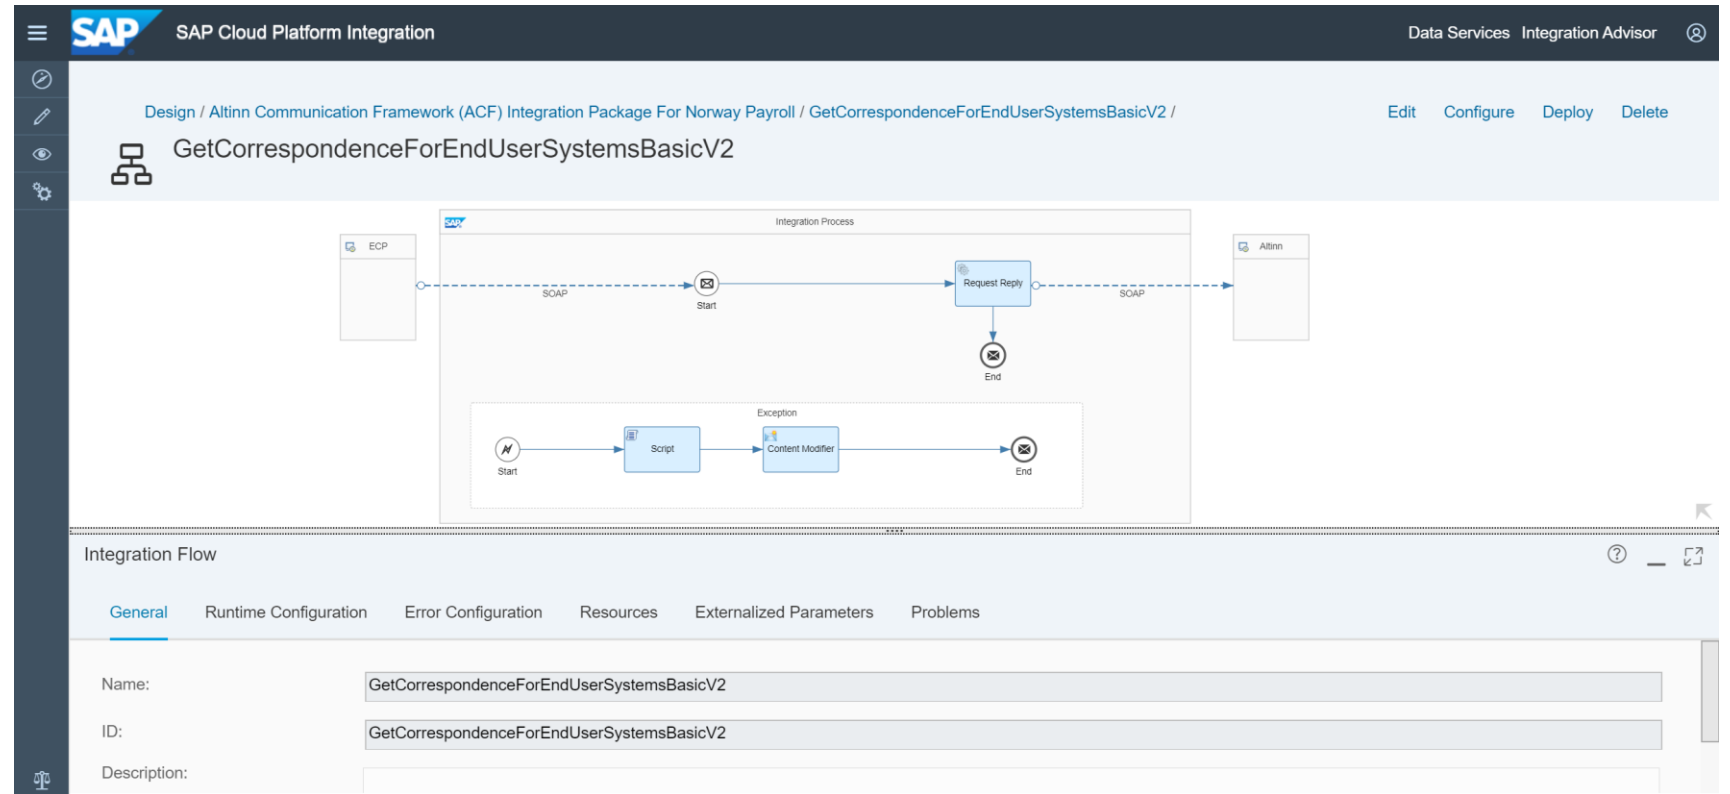 SAP SAP Cloud Platform Integration Data Services Integration Advisor
Design / Altinn Communication Framework (ACF) Integration Package For Norway Payroll / GetCorrespondenceForEndUserSystemsBasicV2 / Edit Configure Deploy Delete
GetCorrespondenceForEndUserSystemsBasicV2
SAP Integration Process
ECP Altinn
Request Reply
SOAP SOAP
Start
End
Exception
Script Content Modifier
Start End
Integration Flow
General Runtime Configuration Error Configuration Resources Externalized Parameters Problems
Name: GetCorrespondenceForEndUserSystemsBasicV2
ID: GetCorrespondenceForEndUserSystemsBasicV2
Description: